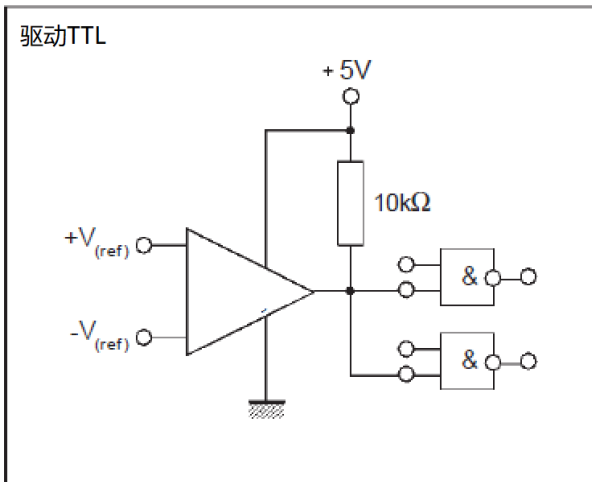 驱动TTL
+ 5V
10kΩ
+V(ref)
&
-V(ref)
&